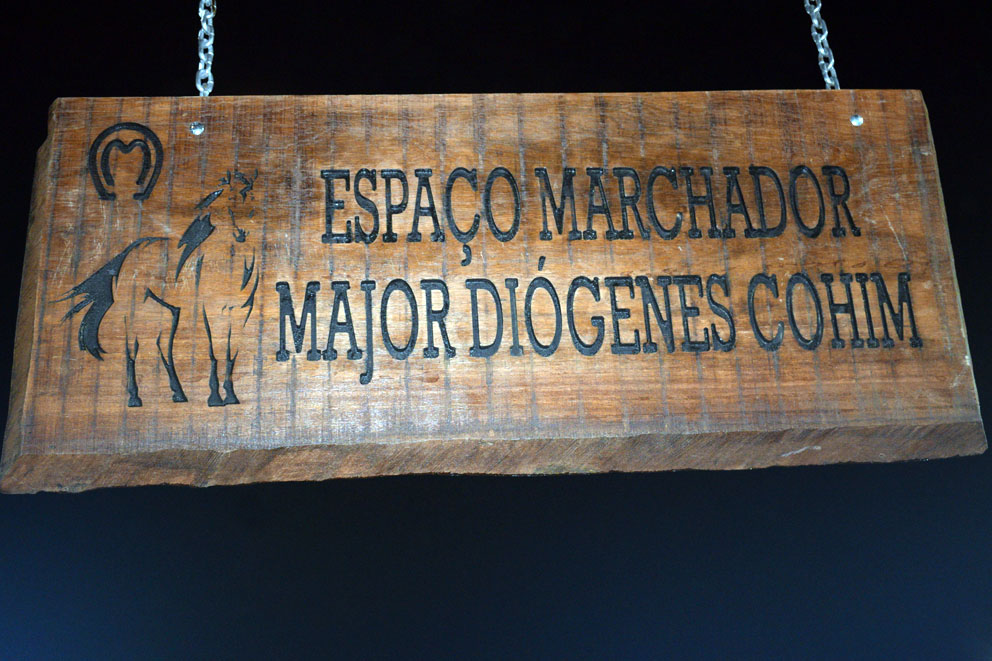 M
ESPAÇO MARCHADOR
MAJOR DIÓGENES COHIM